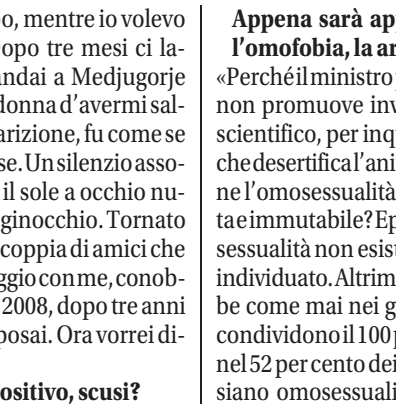 o, mentre io volevo
opo tre mesi ci la-
ndai a Medjugorje
donna d'avermi sal-
arizione, fu come se
se. Un silenzio asso-
il sole a occhio nu-
ginocchio. Tornato
coppia di amici che
ggio con me, conob-
2008, dopo tre anni
posai. Ora vorrei di-
ositivo, scusi?
Appena sarà app
l'omofobia, la ar
«Perché il ministro
non promuove inv
scientifico, per inq
che desertifica l'ani
ne l'omosessualità
ta e immutabile? Ep
sessualità non esist
individuato. Altrim
be come mai nei g
condividono il 100
nel 52 per cento dei
siano omosessuali